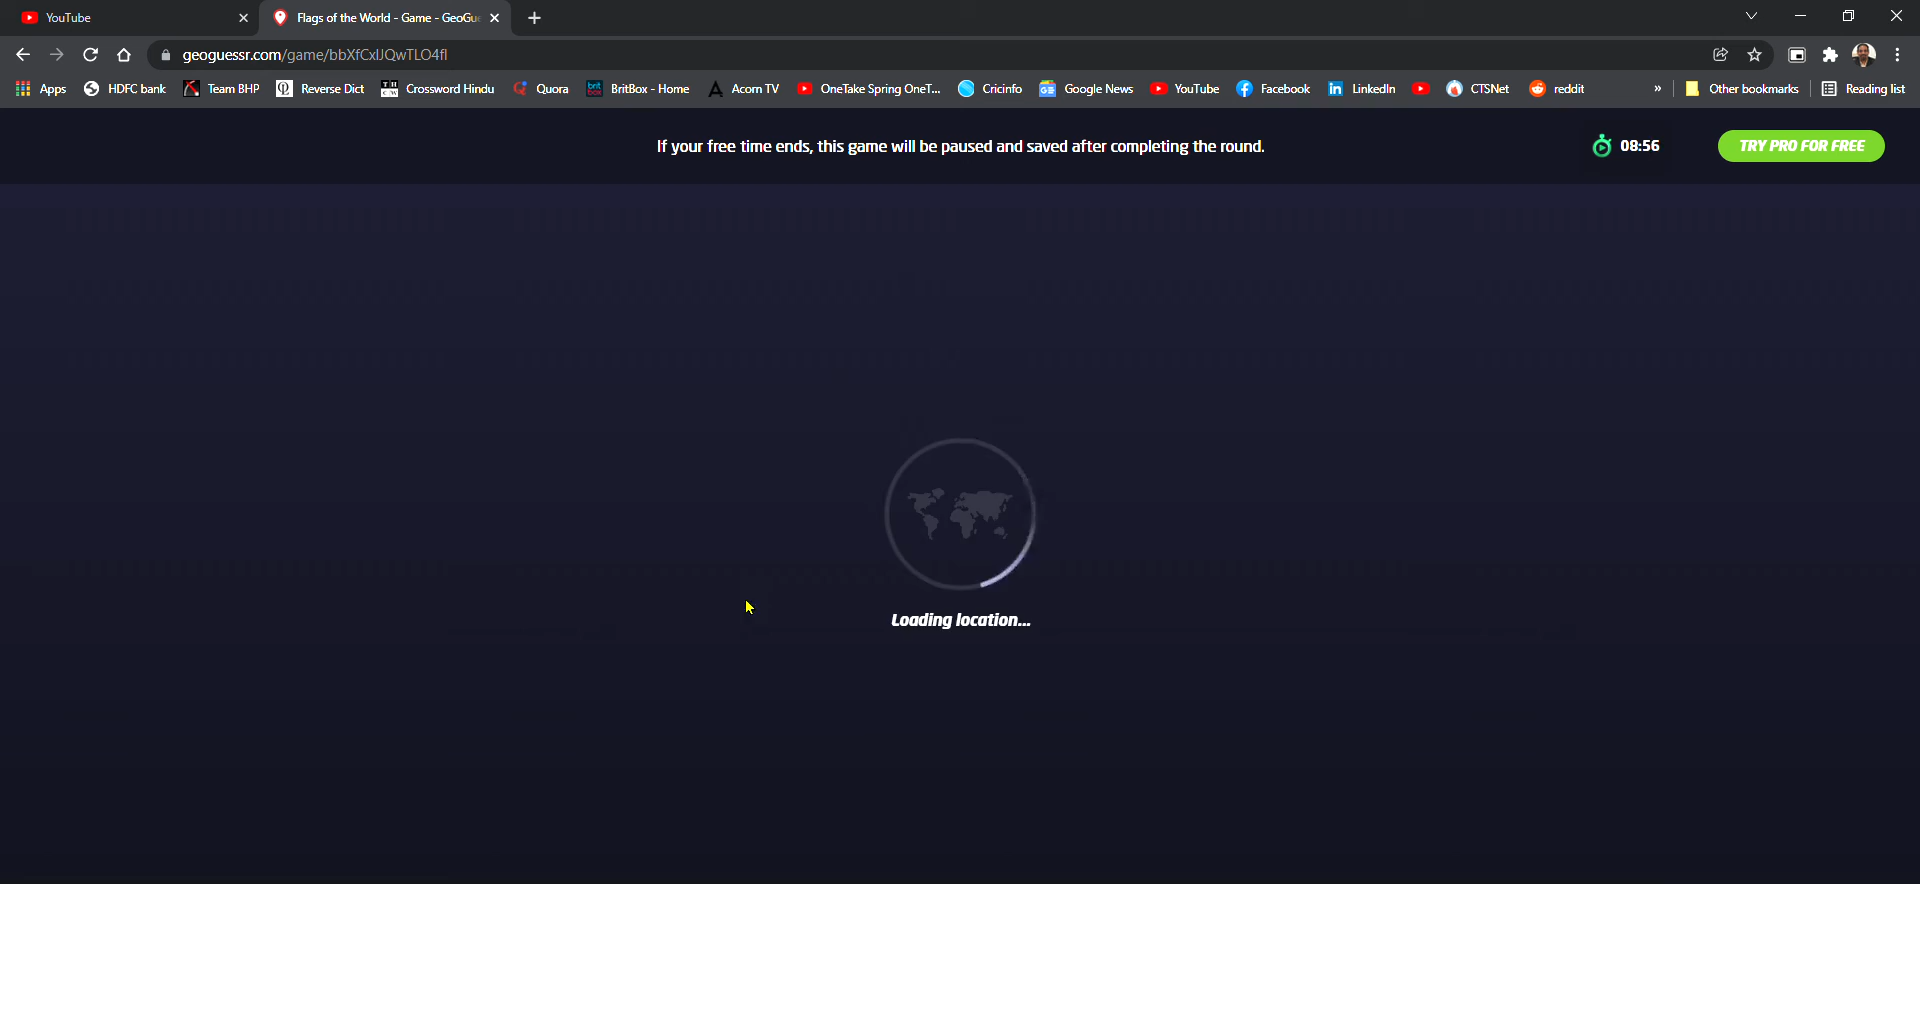 YouTube
Flags of the World - Game - GeoGue
geoguessr.com/game/bbXfCxIJQwTLO4fl
Apps HDFC bank Team BHP Reverse Dict Crossword Hindu Quora BritBox - Home Acorn TV OneTake Spring OneT... Cricinfo Google News YouTube Facebook LinkedIn CTSNet reddit » Other bookmarks Reading list
If your free time ends, this game will be paused and saved after completing the round. 08:56 TRY PRO FOR FREE
Loading location...